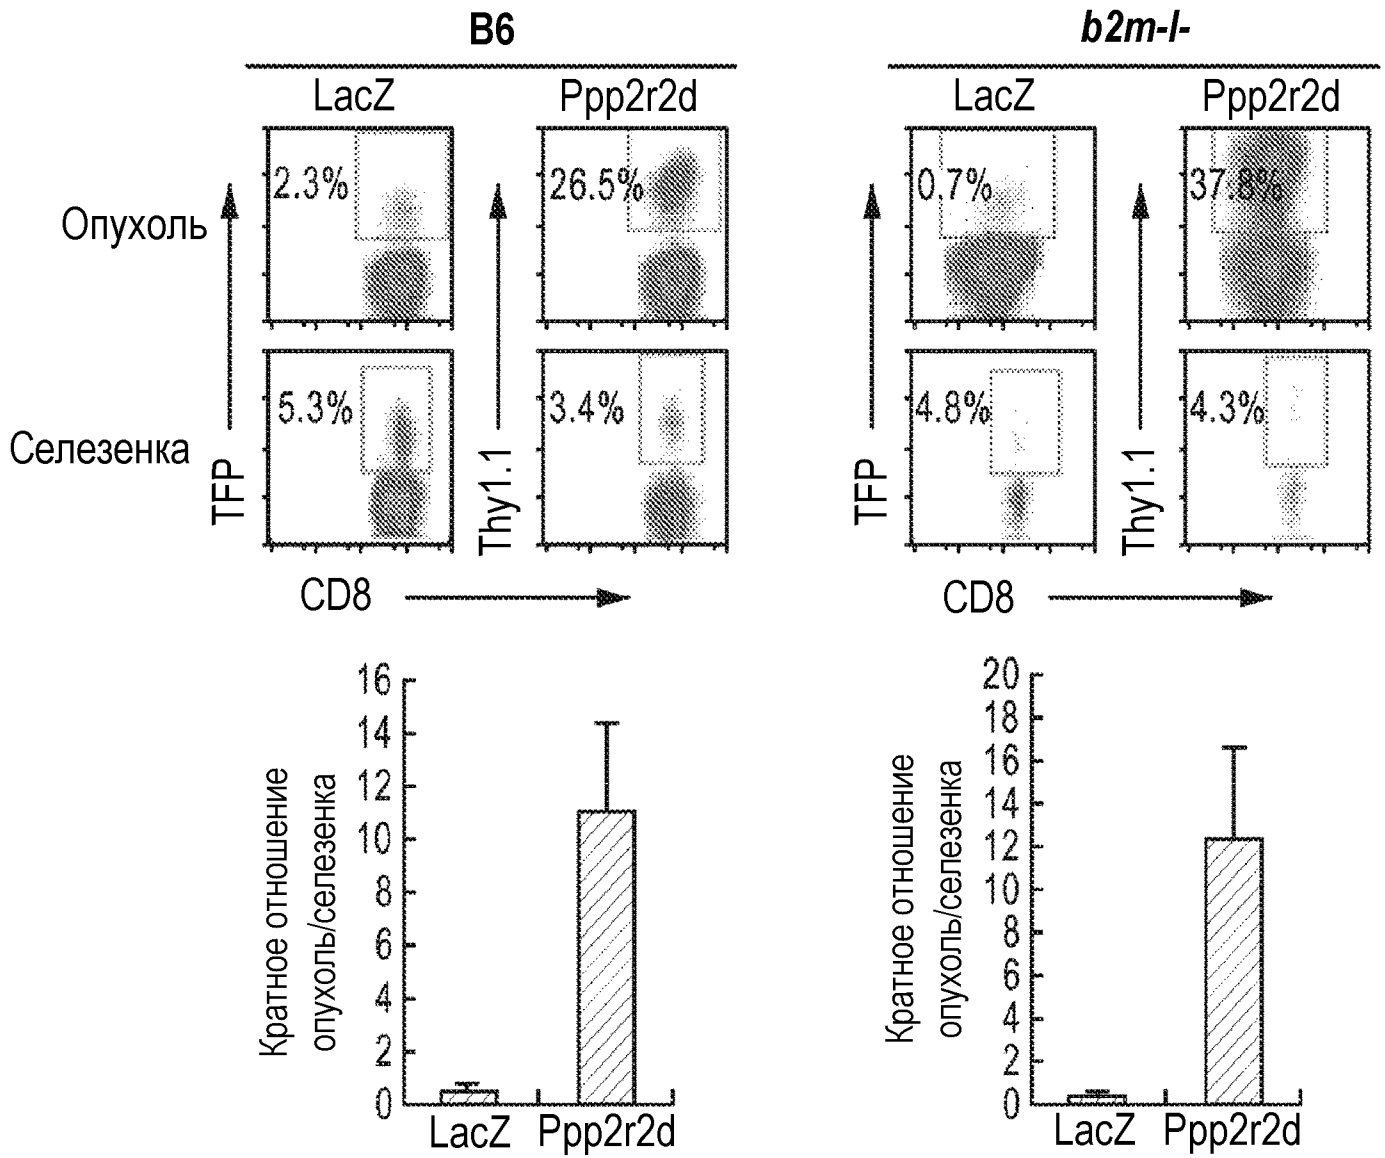 B6
b2m-/-
LacZ
Ppp2r2d
LacZ
Ppp2r2d
Опухоль
2.3%
26.5%
0.7%
37.8%
Селезенка
5.3%
3.4%
4.8%
4.3%
TFP
Thy1.1
TFP
Thy1.1
CD8
CD8
Кратное отношение
опухоль/селезенка
16
14
12
10
8
6
4
2
0
LacZ
Ppp2r2d
Кратное отношение
опухоль/селезенка
20
18
16
14
12
10
8
6
4
2
0
LacZ
Ppp2r2d